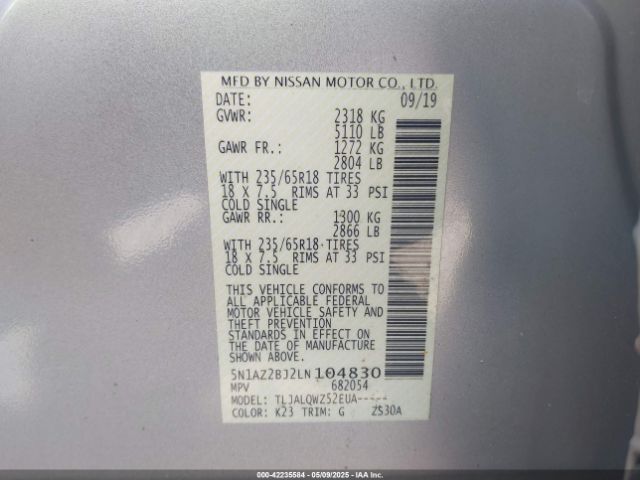 MFD BY NISSAN MOTOR CO., LTD.
DATE: 09/19
GVWR: 2318 KG
5110 LB
GAWR FR.: 1272 KG
2804 LB
WITH 235/65R18 TIRES
18 X 7.5 RIMS AT 33 PSI
COLD SINGLE
GAWR RR.: 1300 KG
2866 LB
WITH 235/65R18 TIRES
18 X 7.5 RIMS AT 33 PSI
COLD SINGLE
THIS VEHICLE CONFORMS TO
ALL APPLICABLE FEDERAL
MOTOR VEHICLE SAFETY AND
THEFT PREVENTION
STANDARDS IN EFFECT ON
THE DATE OF MANUFACTURE
SHOWN ABOVE.
5N1AZ2BJ2LN104830
MPV 682054
MODEL: TLJALQWZ52EUA-----
COLOR: K23 TRIM: G ZS30A
000-42235584 | 05/09/2025 | IAAI.COM